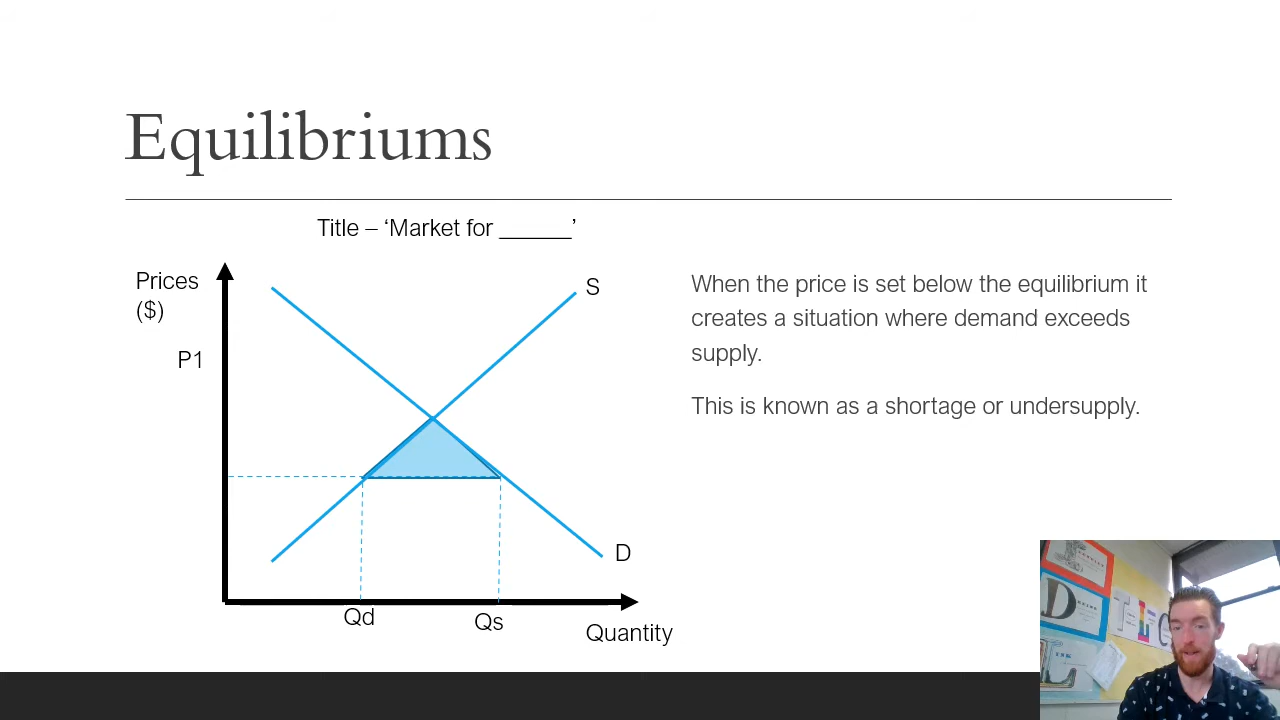 Equilibriums
Title – ‘Market for ______’
Prices
($)
P1
S
D
Qd
Qs
Quantity
When the price is set below the equilibrium it
creates a situation where demand exceeds
supply.
This is known as a shortage or undersupply.
D